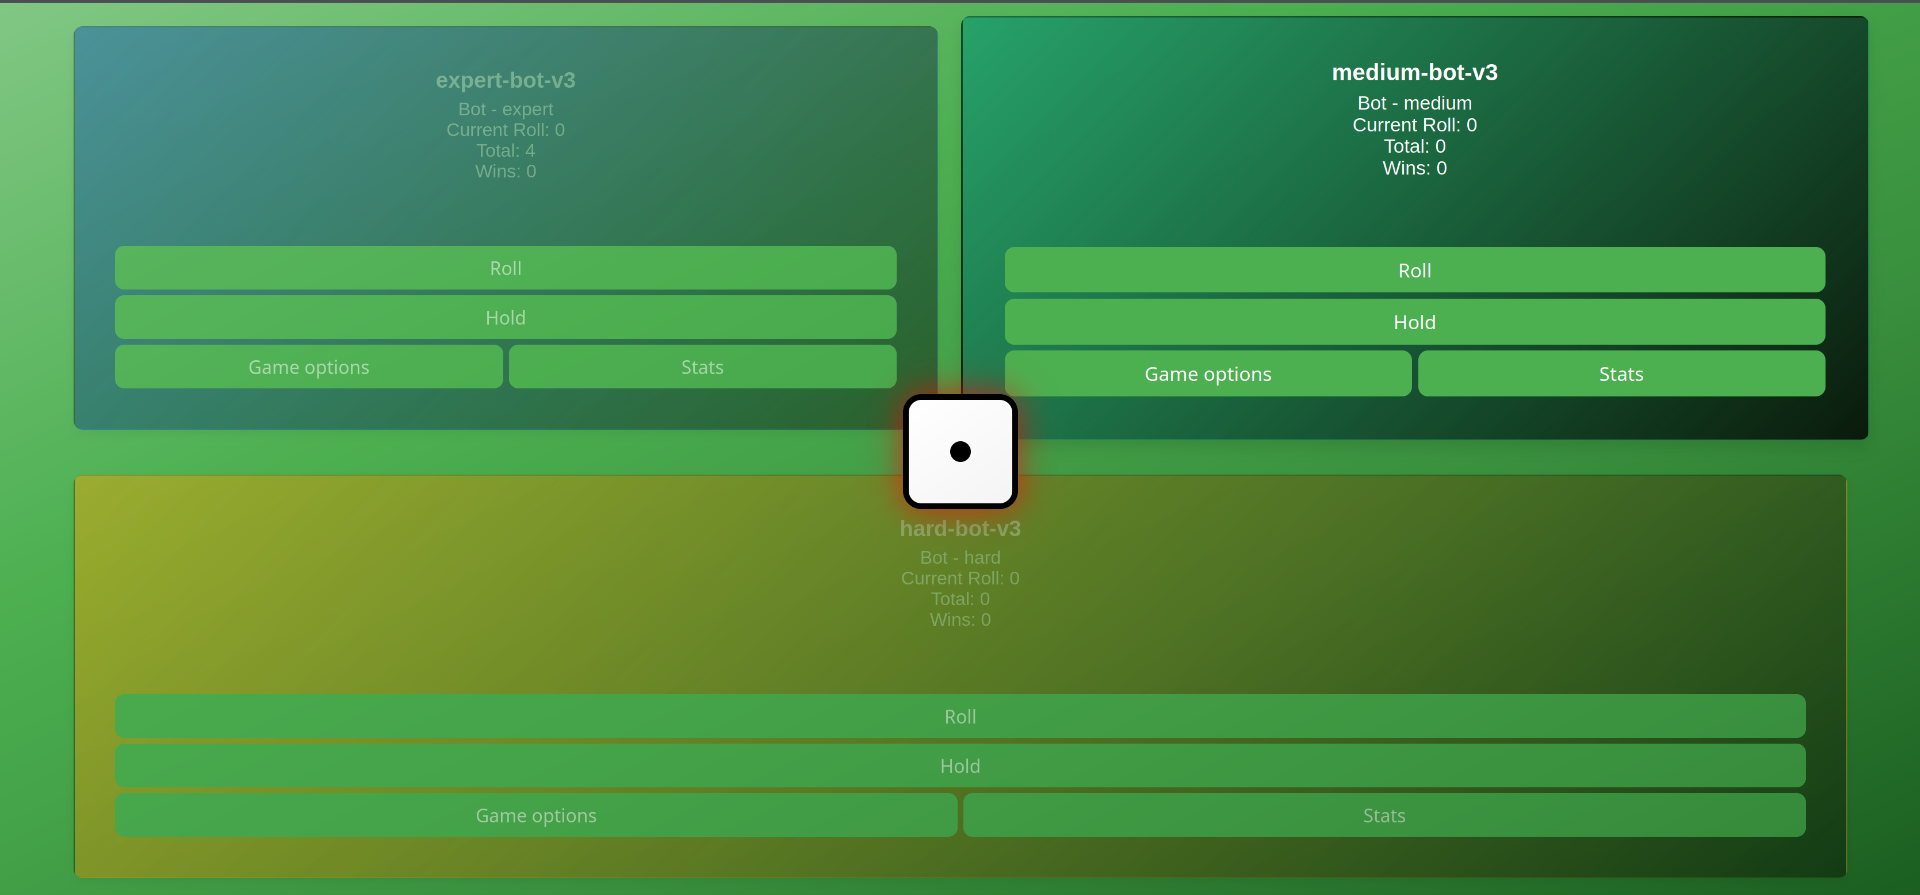 expert-bot-v3
Bot - expert
Current Roll: 0
Total: 4
Wins: 0
Roll
Hold
Game options
Stats
medium-bot-v3
Bot - medium
Current Roll: 0
Total: 0
Wins: 0
Roll
Hold
Game options
Stats
hard-bot-v3
Bot - hard
Current Roll: 0
Total: 0
Wins: 0
Roll
Hold
Game options
Stats